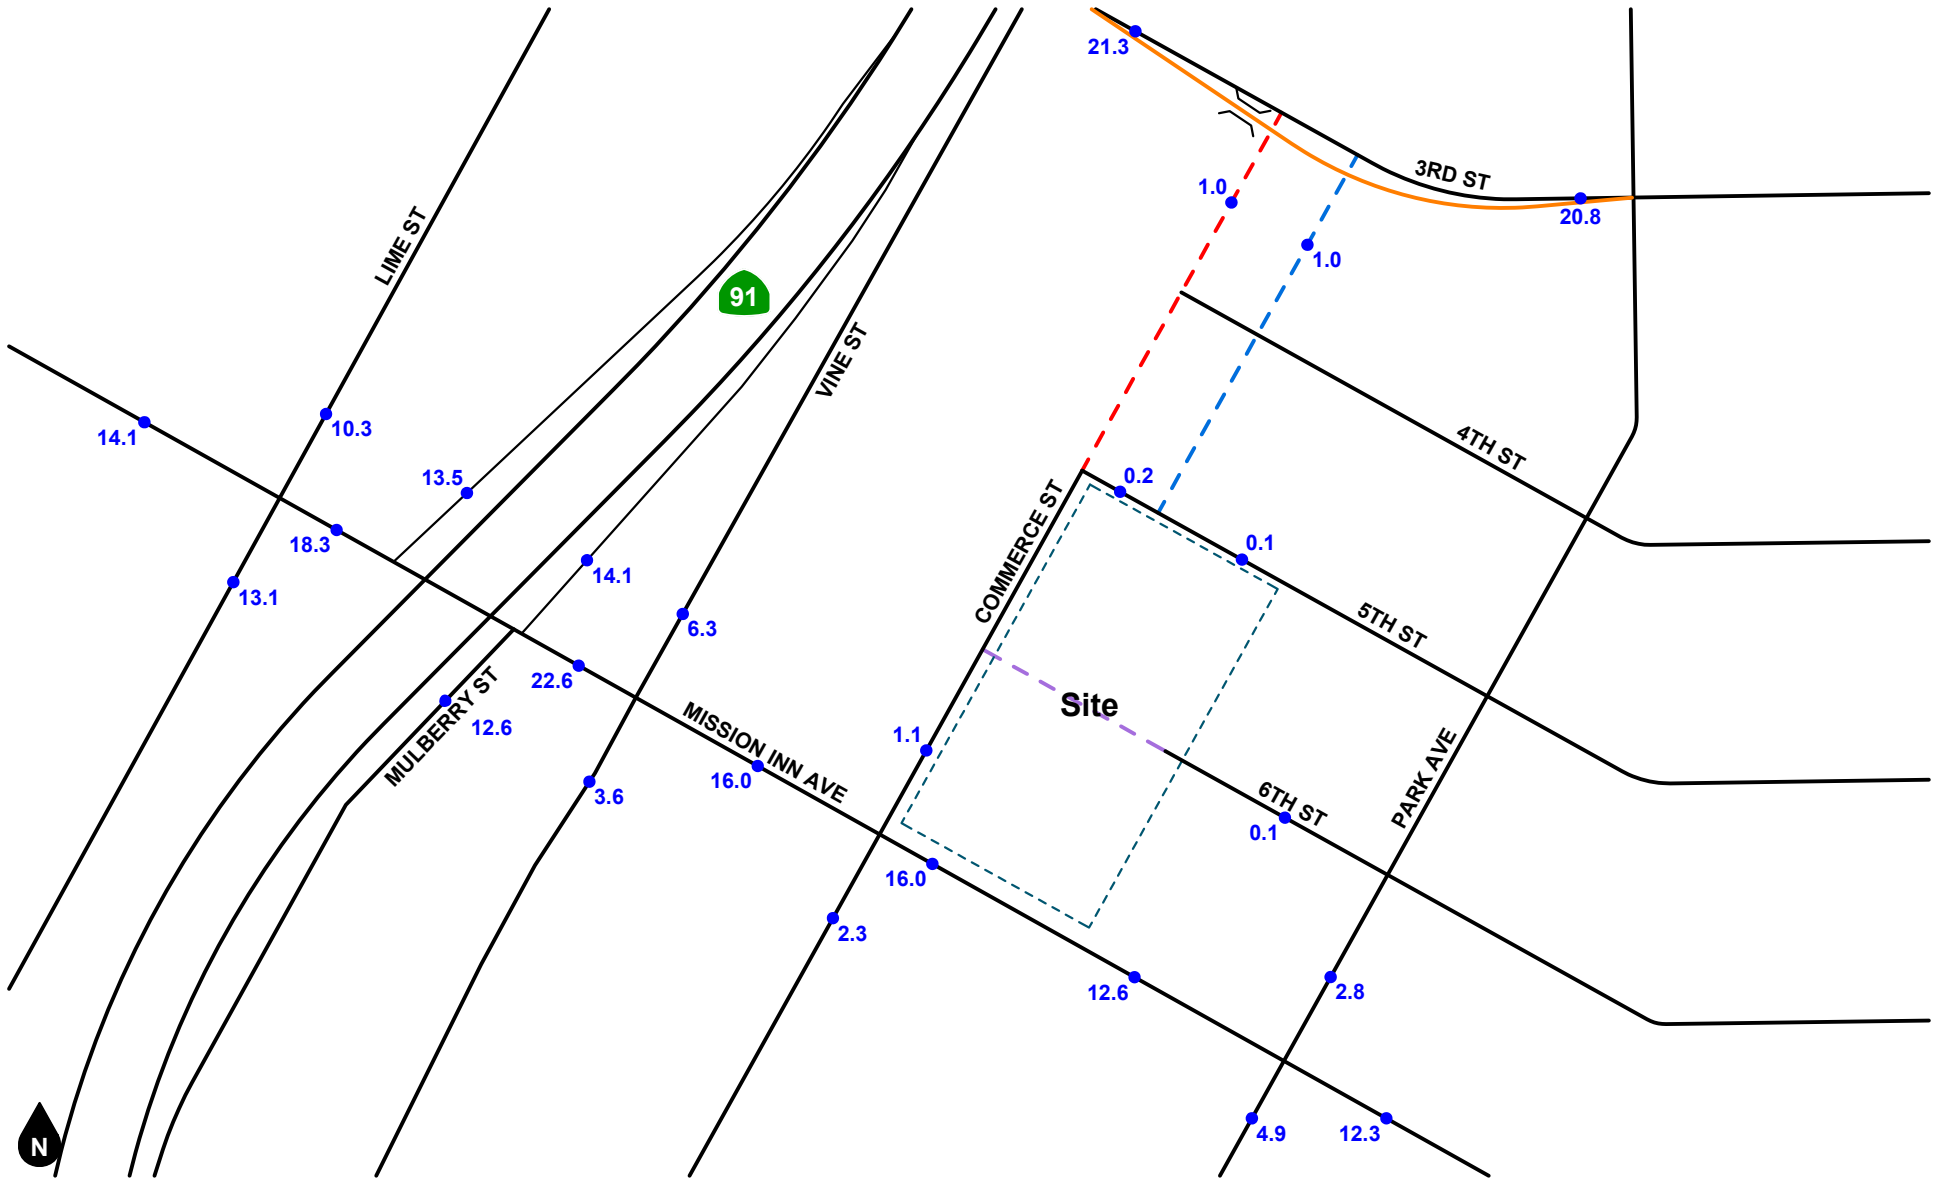 21.3
3RD ST
1.0
20.8
LIME ST
1.0
91
VINE ST
10.3
14.1
4TH ST
13.5
0.2
18.3
0.1
COMMERCE ST
14.1
13.1
5TH ST
6.3
22.6
MULBERRY ST
Site
12.6
MISSION INN AVE
1.1
16.0
PARK AVE
3.6
6TH ST
0.1
16.0
2.3
12.6
2.8
N
4.9
12.3